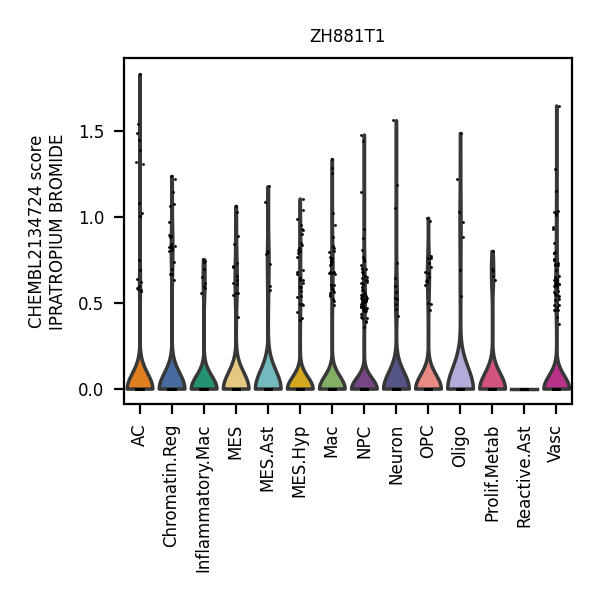 ZH881T1
CHEMBL2134724 score
IPRATROPIUM BROMIDE
1.5
1.0
0.5
0.0
AC
Chromatin.Reg
Inflammatory.Mac
MES
MES.Ast
MES.Hyp
Mac
NPC
Neuron
OPC
Oligo
Prolif.Metab
Reactive.Ast
Vasc